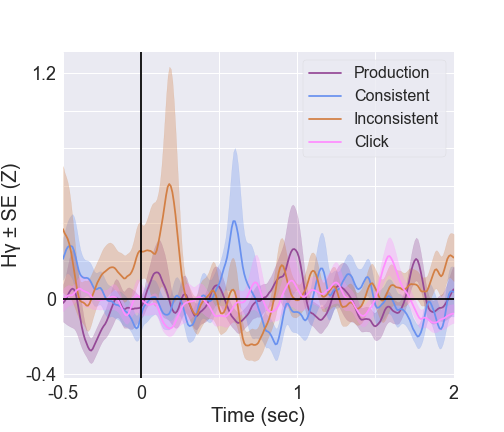 Hγ ± SE (Z)
1.2
0
-0.4
-0.5
0
1
2
Time (sec)
Production
Consistent
Inconsistent
Click